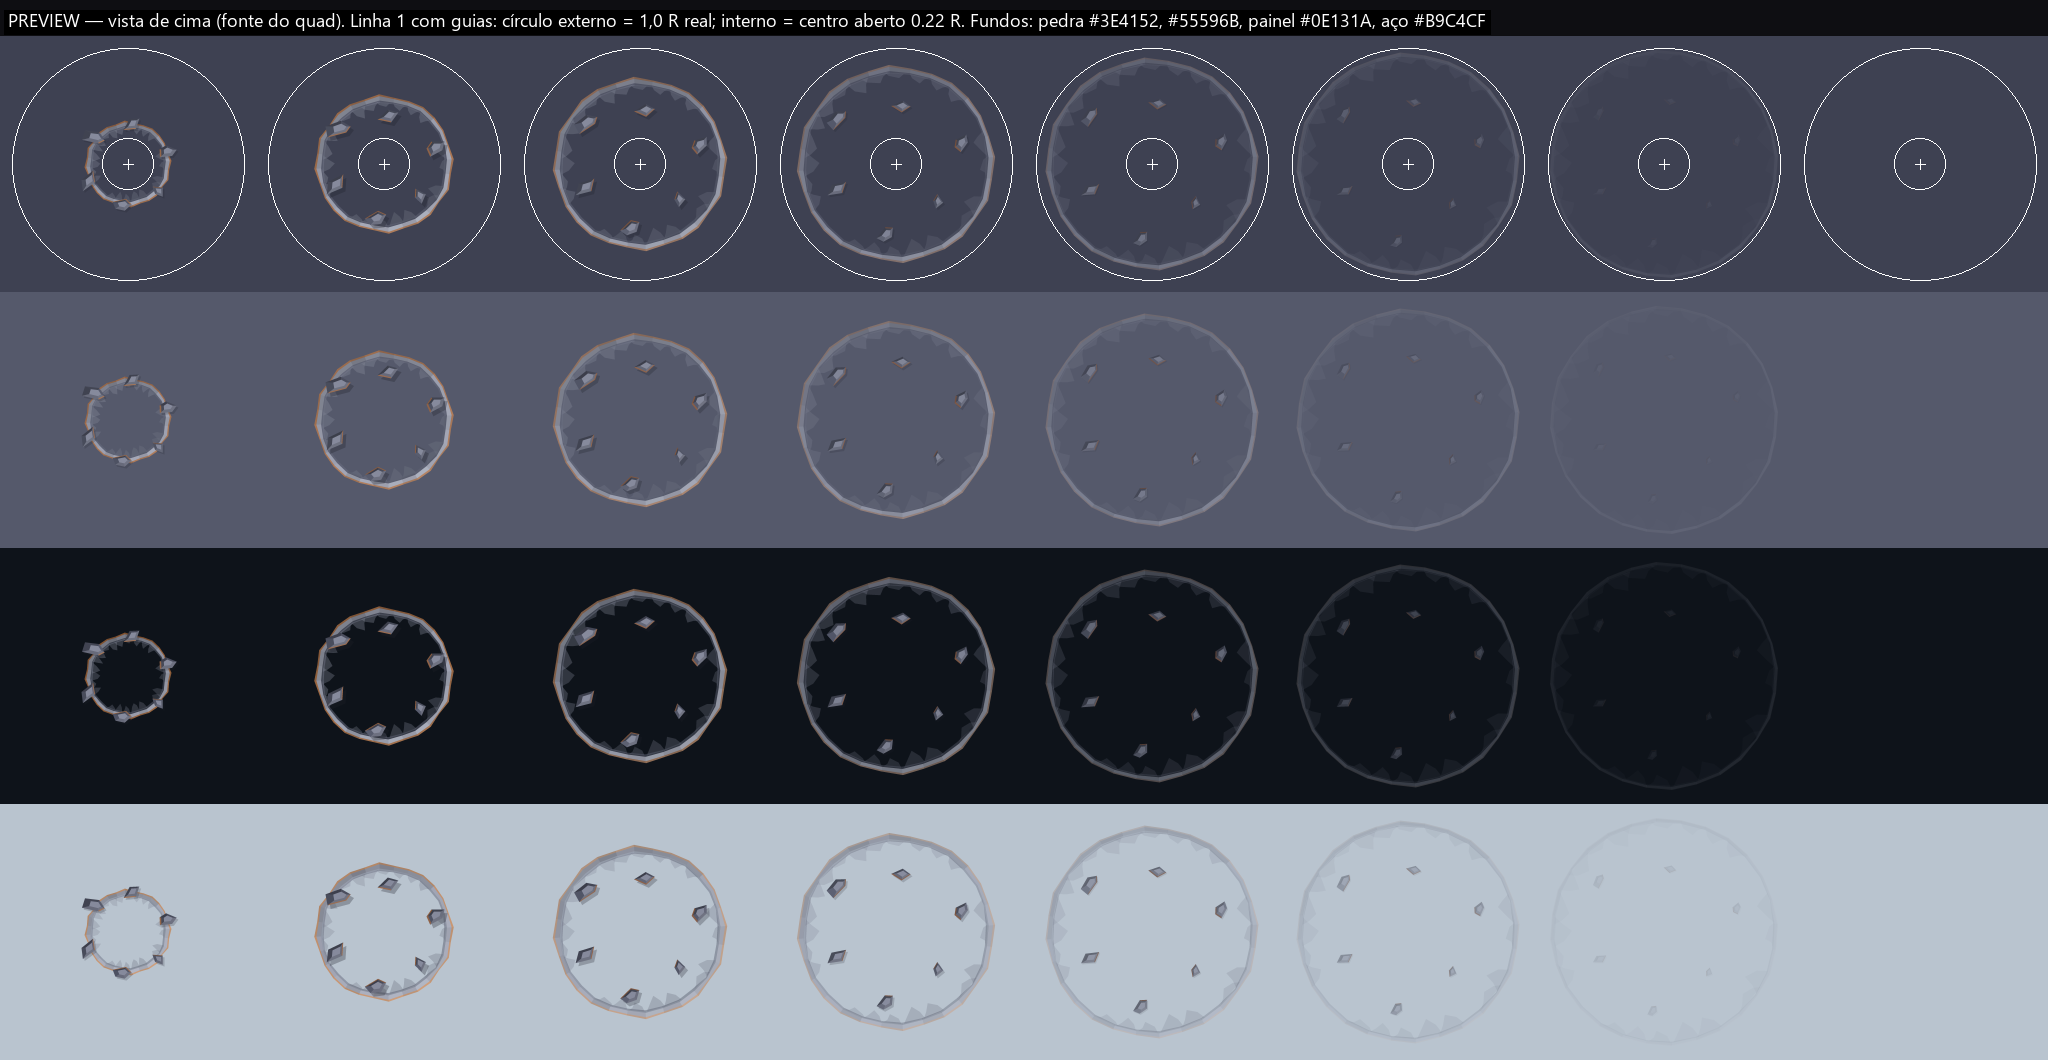 PREVIEW — vista de cima (fonte do quad). Linha 1 com guias: círculo externo = 1,0 R real; interno = centro aberto 0.22 R. Fundos: pedra #3E4152, #55596B, painel #0E131A, aço #B9C4CF